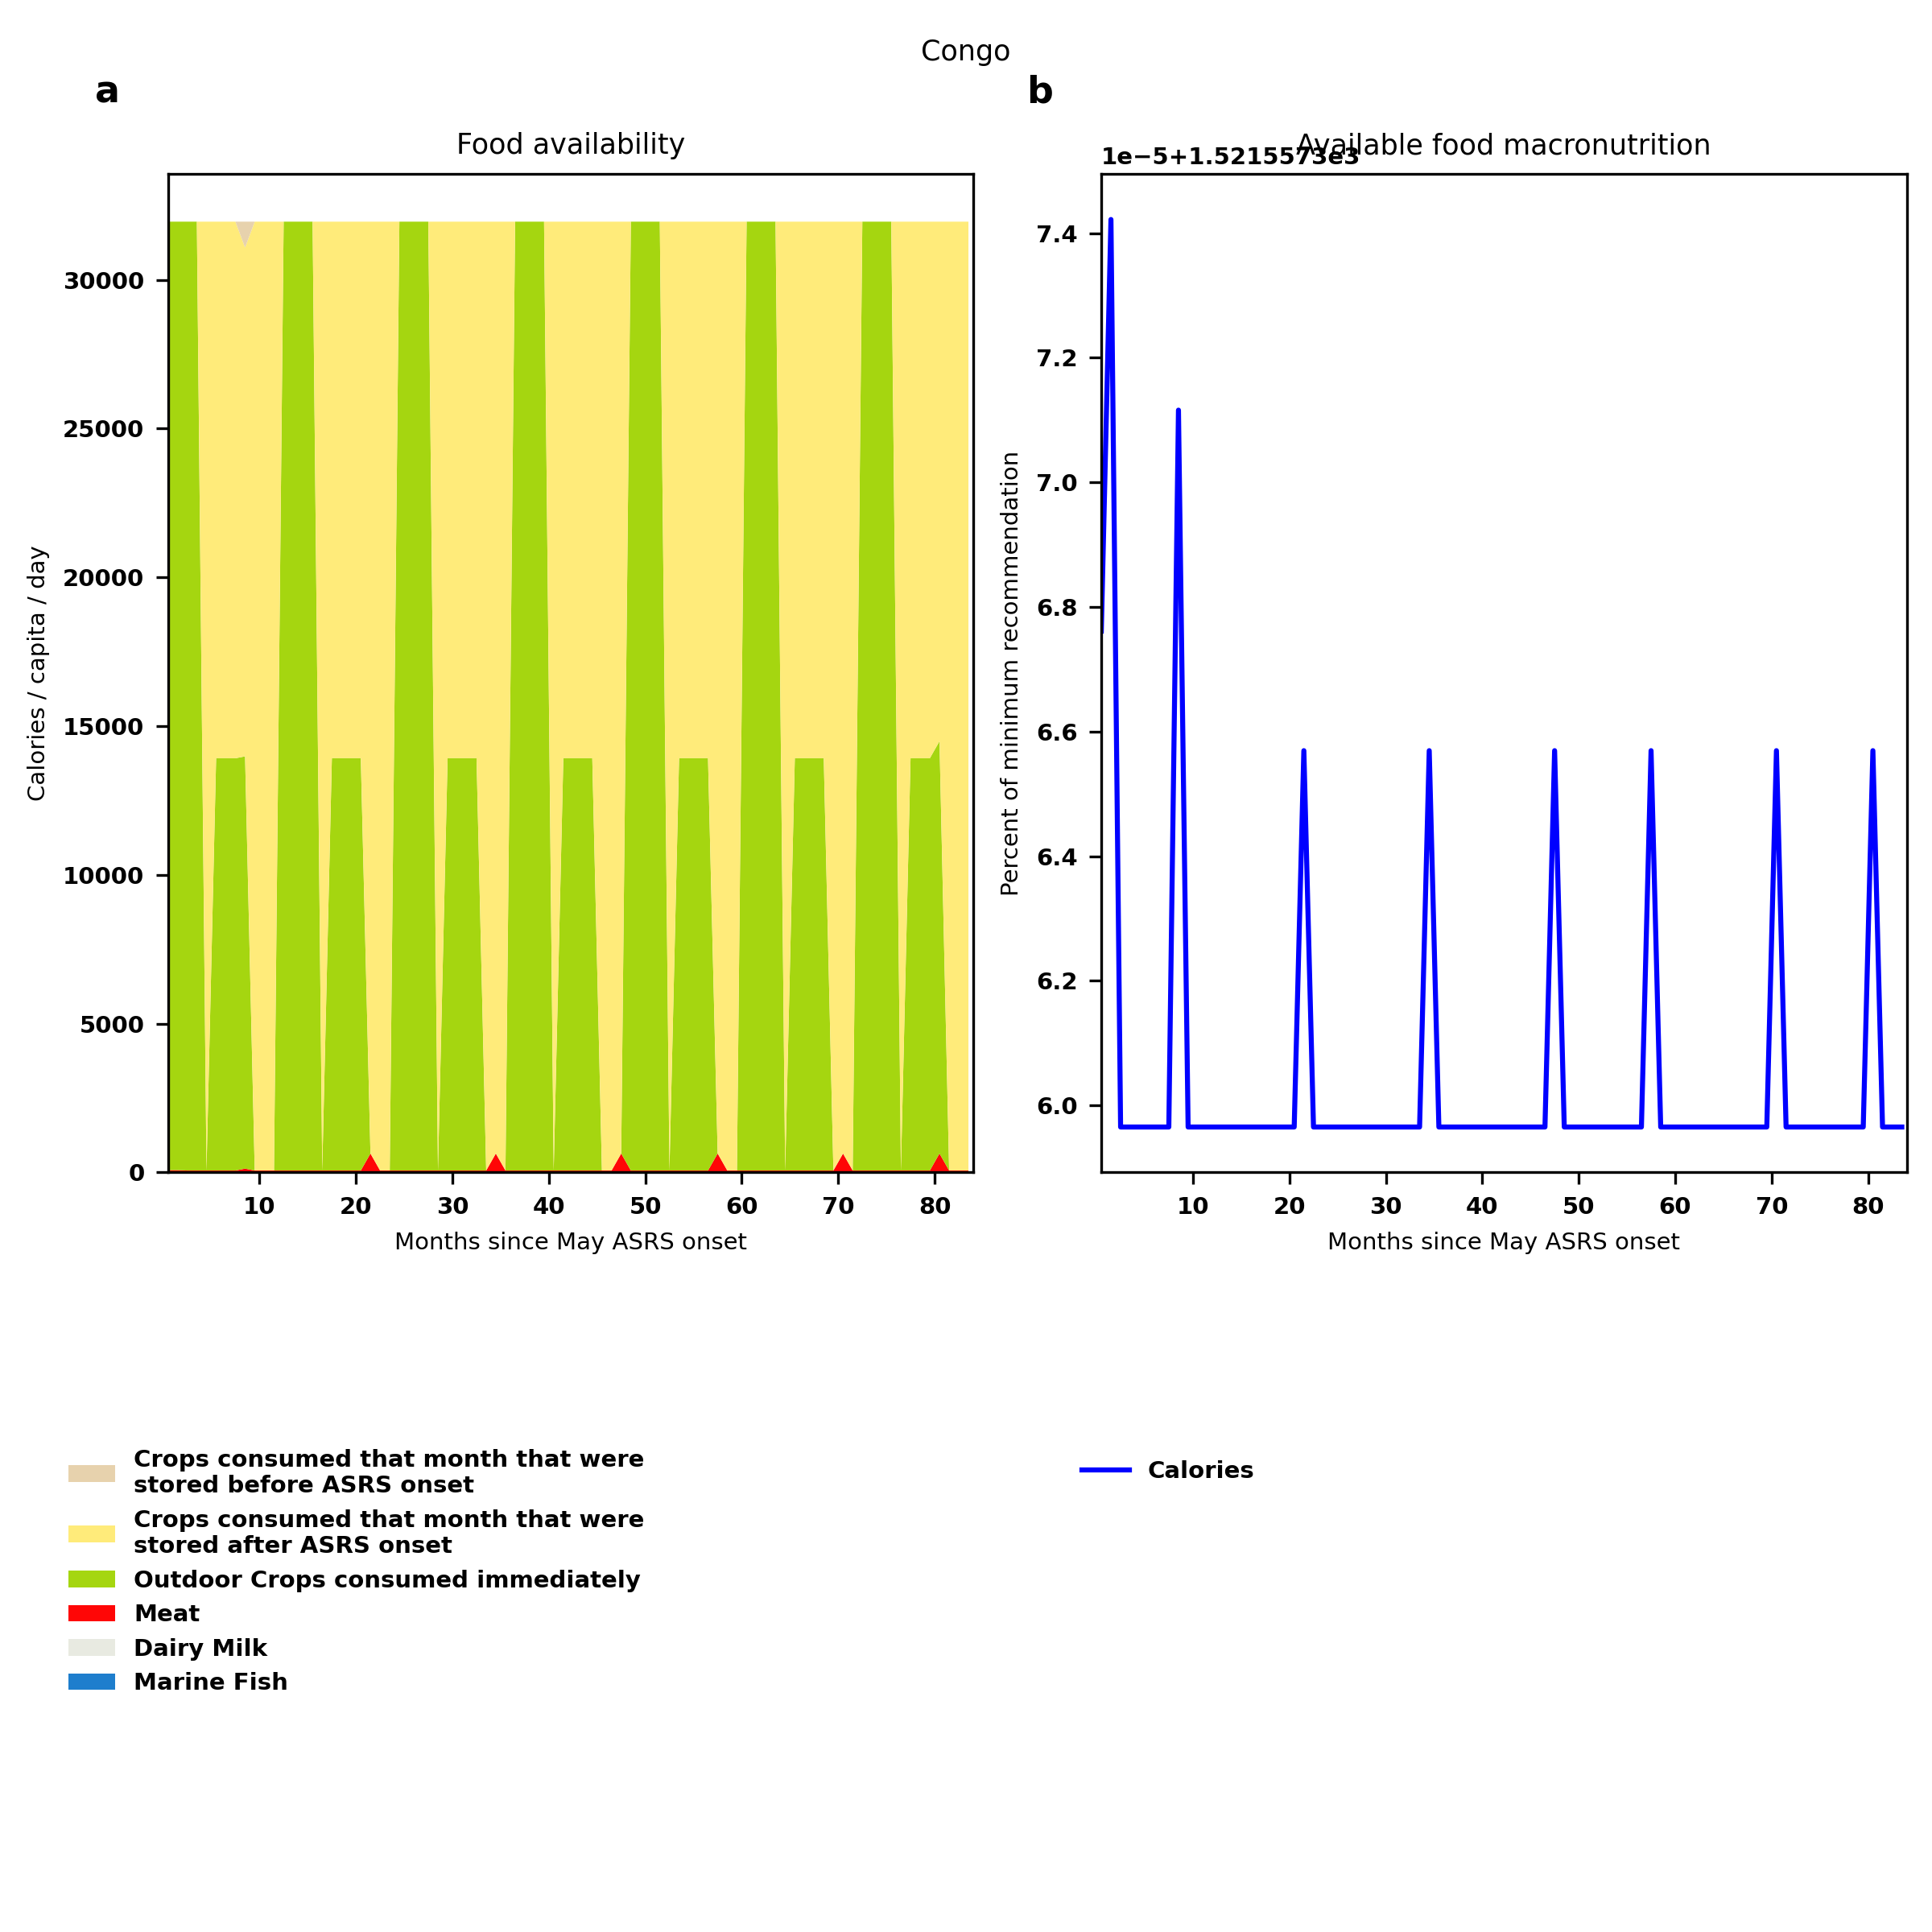 Congo
a
b
Food availability
Available food macronutrition
1e−5+1.5215573e3
30000
25000
20000
15000
10000
5000
0
Calories / capita / day
10 20 30 40 50 60 70 80
Months since May ASRS onset
7.4
7.2
7.0
6.8
6.6
6.4
6.2
6.0
Percent of minimum recommendation
10 20 30 40 50 60 70 80
Months since May ASRS onset
Crops consumed that month that were
stored before ASRS onset
Crops consumed that month that were
stored after ASRS onset
Outdoor Crops consumed immediately
Meat
Dairy Milk
Marine Fish
Calories